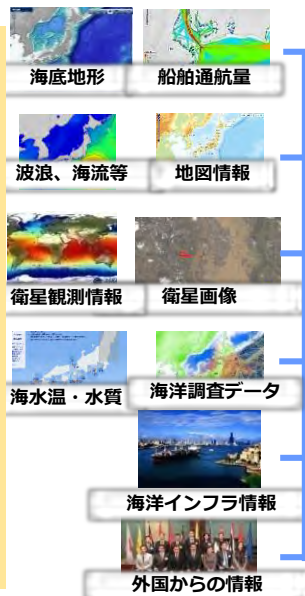 海底地形
船舶通航量
波浪、海流等
地図情報
衛星観測情報
衛星画像
海水温・水質
海洋調査データ
海洋インフラ情報
外国からの情報